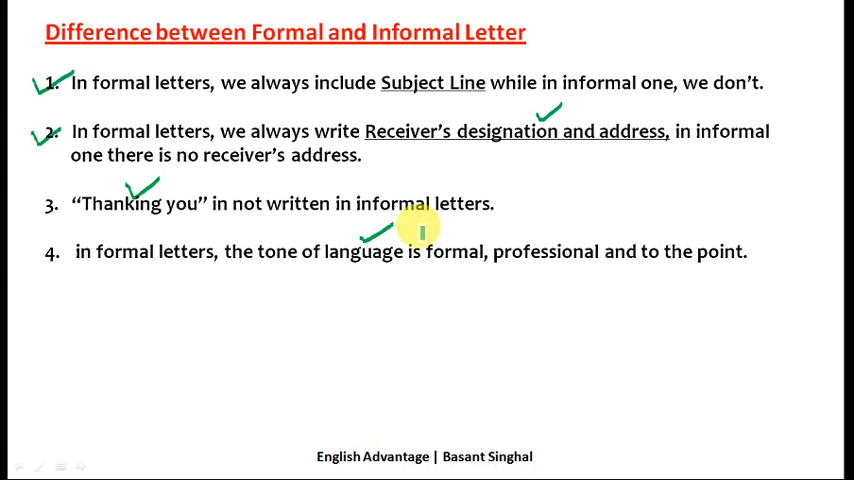 Difference between Formal and Informal Letter
1. In formal letters, we always include Subject Line while in informal one, we don't.
2. In formal letters, we always write Receiver's designation and address, in informal
one there is no receiver's address.
3. "Thanking you" in not written in informal letters.
4. in formal letters, the tone of language is formal, professional and to the point.
English Advantage | Basant Singhal